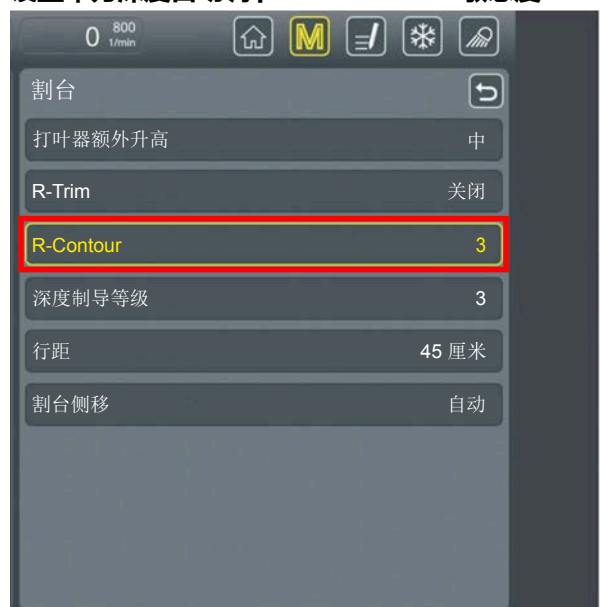 0 800
1/min
M
割台
打叶器额外升高 中
R-Trim 关闭
R-Contour 3
深度制导等级 3
行距 45 厘米
割台侧移 自动